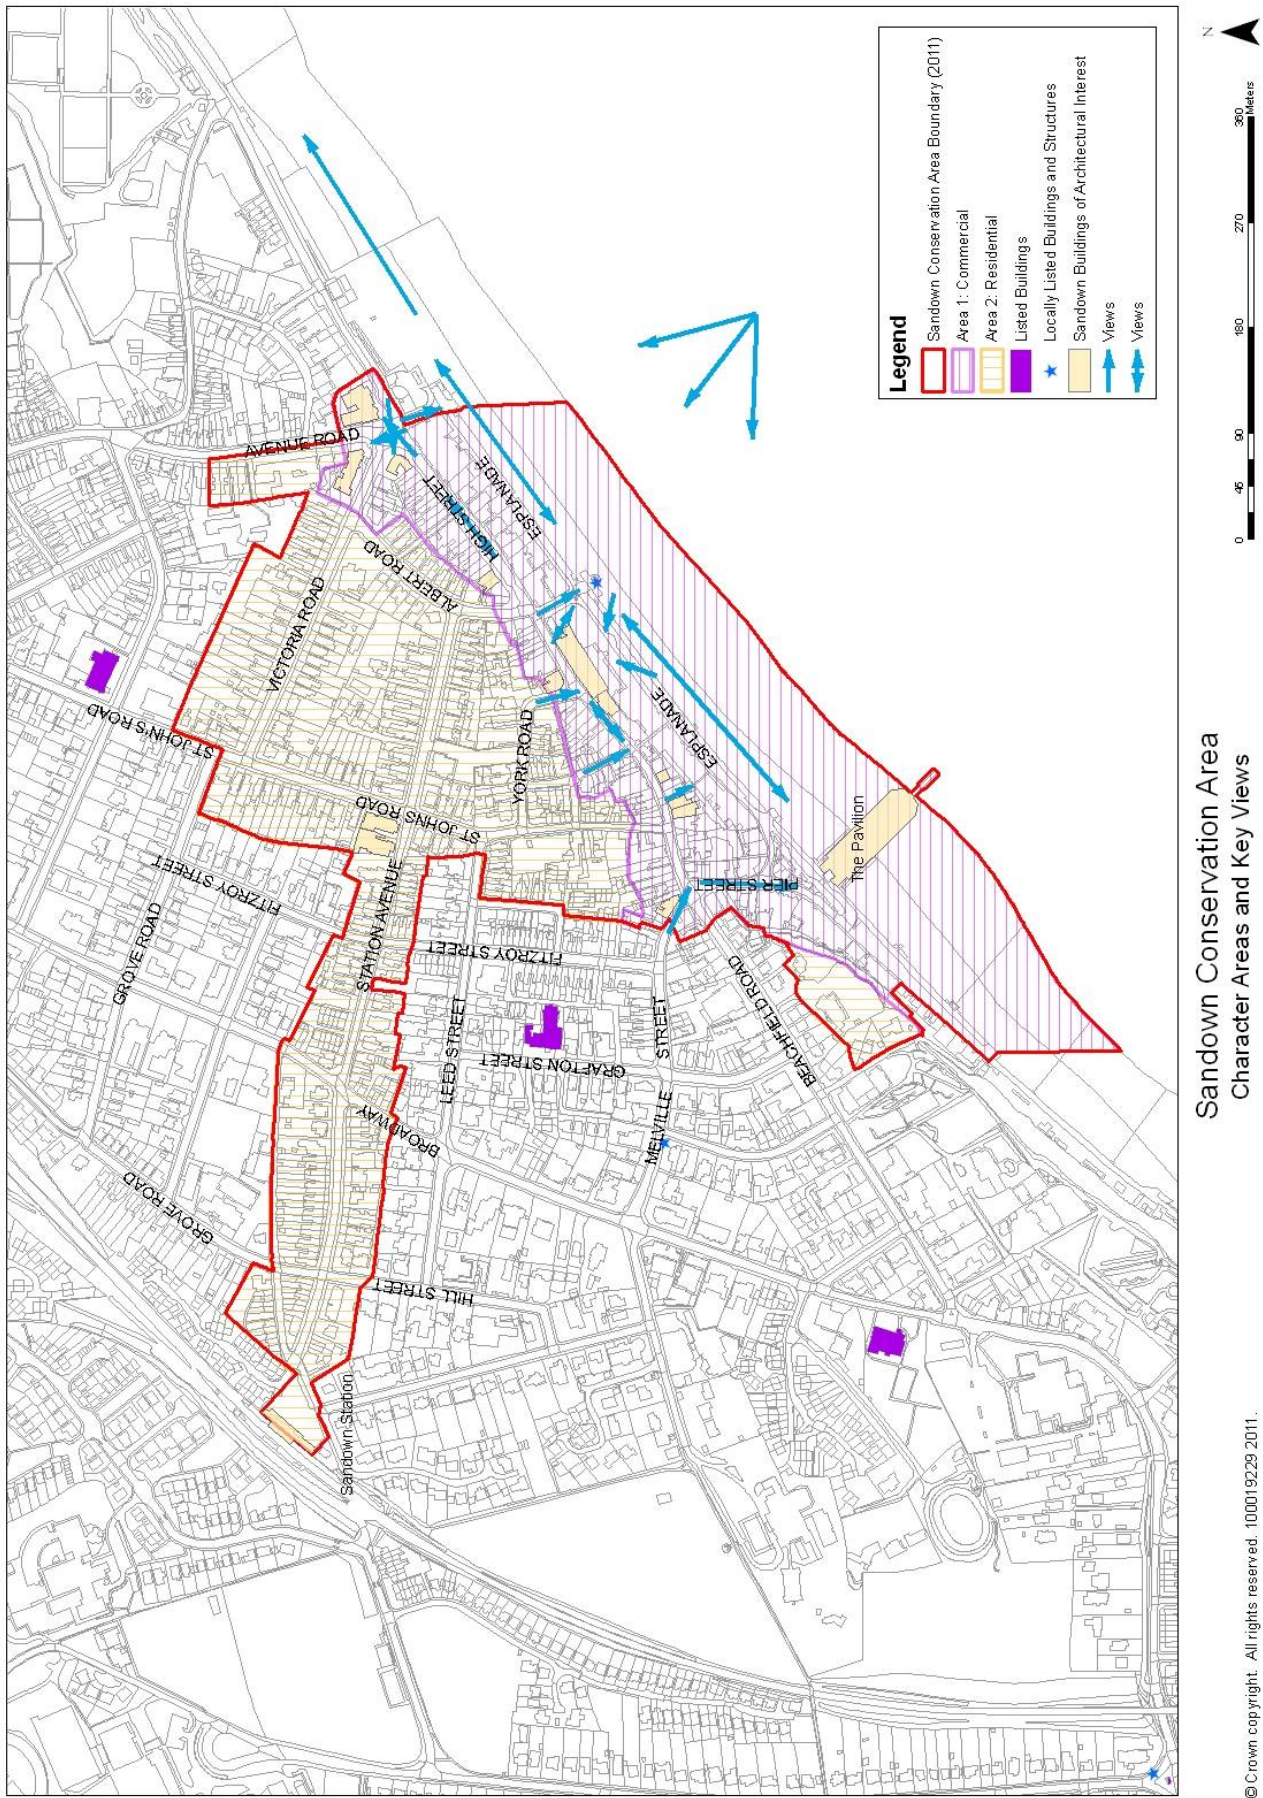 Legend
Sandown Conservation Area Boundary (2011)
Area 1: Commercial
Area 2: Residential
Listed Buildings
Locally Listed Buildings and Structures
Sandown Buildings of Architectural Interest
Views
Views
N
0 45 90 180 270 360
Meters
AVENUE ROAD
HIGH STREET
ESPLANADE
ALBERT ROAD
VICTORIA ROAD
ST JOHN'S ROAD
ST JOHNS ROAD
YORK ROAD
ESPLANADE
The Pavilion
PIER STREET
FITZROY STREET
GROVE ROAD
STATION AVENUE
FITZROY STREET
LEED STREET
GRAFTON STREET
MELVILLE STREET
BEACHFIELD ROAD
BROADWAY
GROVE ROAD
HILL STREET
Sandown Station
Sandown Conservation Area
Character Areas and Key Views
© Crown copyright. All rights reserved. 100019229 2011.